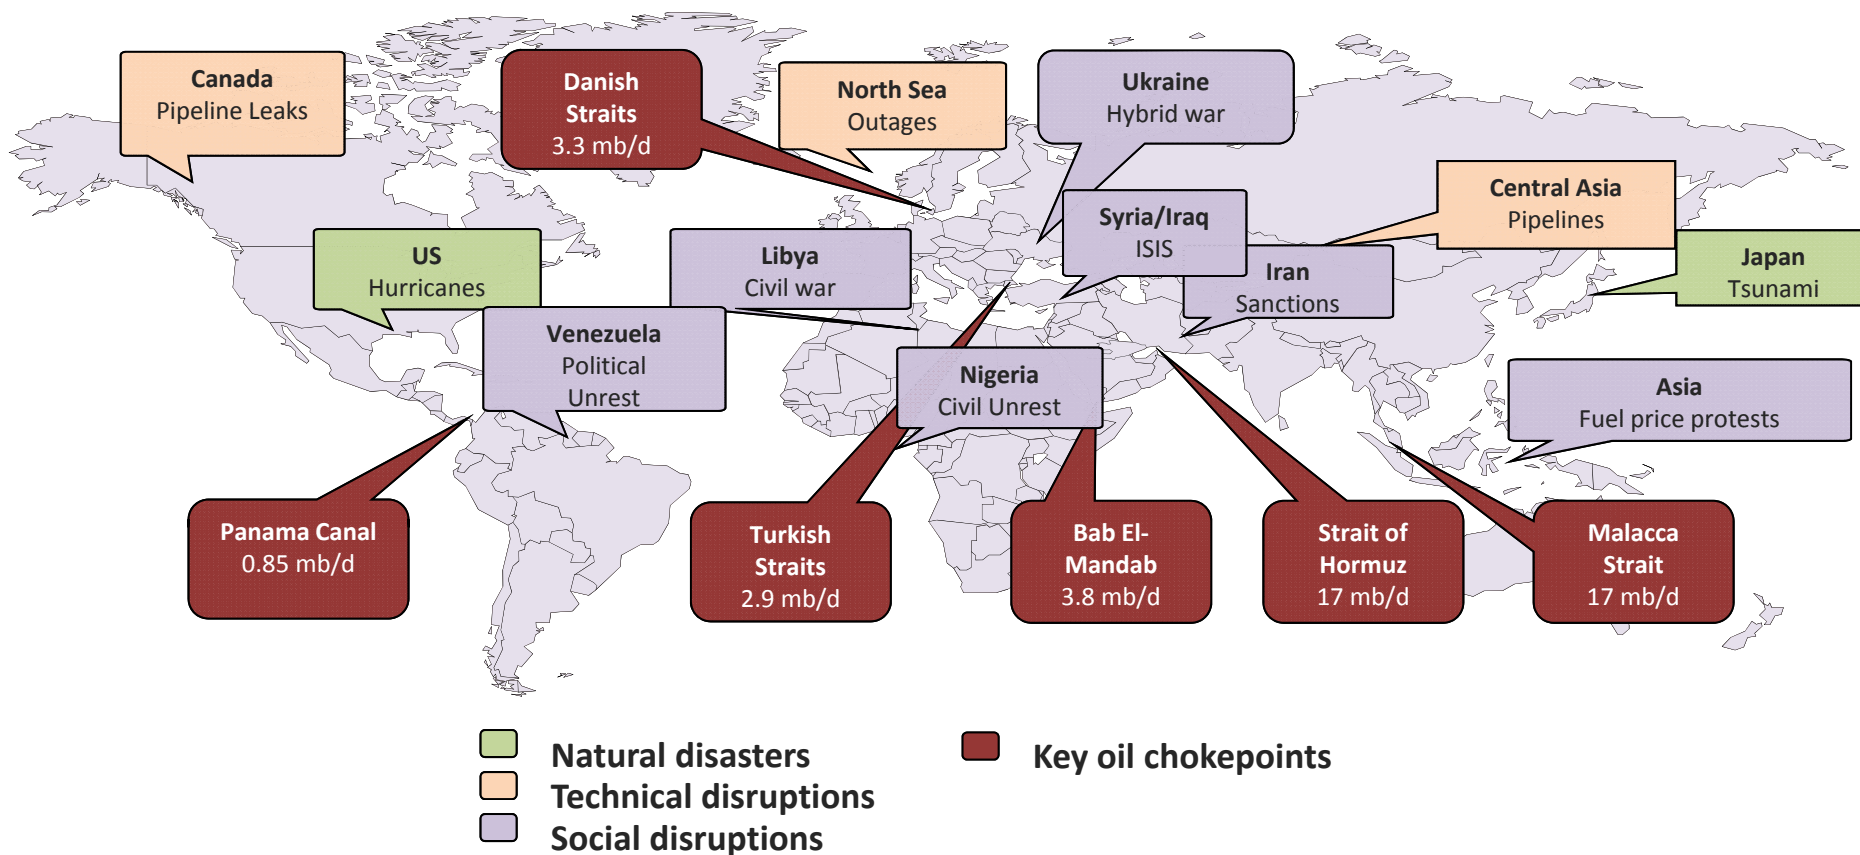 Canada
Pipeline Leaks
Danish
Straits
3.3 mb/d
North Sea
Outages
Ukraine
Hybrid war
Central Asia
Pipelines
Syria/Iraq
ISIS
US
Hurricanes
Libya
Civil war
Iran
Sanctions
Japan
Tsunami
Venezuela
Political
Unrest
Nigeria
Civil Unrest
Asia
Fuel price protests
Panama Canal
0.85 mb/d
Turkish
Straits
2.9 mb/d
Bab El-
Mandab
3.8 mb/d
Strait of
Hormuz
17 mb/d
Malacca
Strait
17 mb/d
Natural disasters
Technical disruptions
Social disruptions
Key oil chokepoints